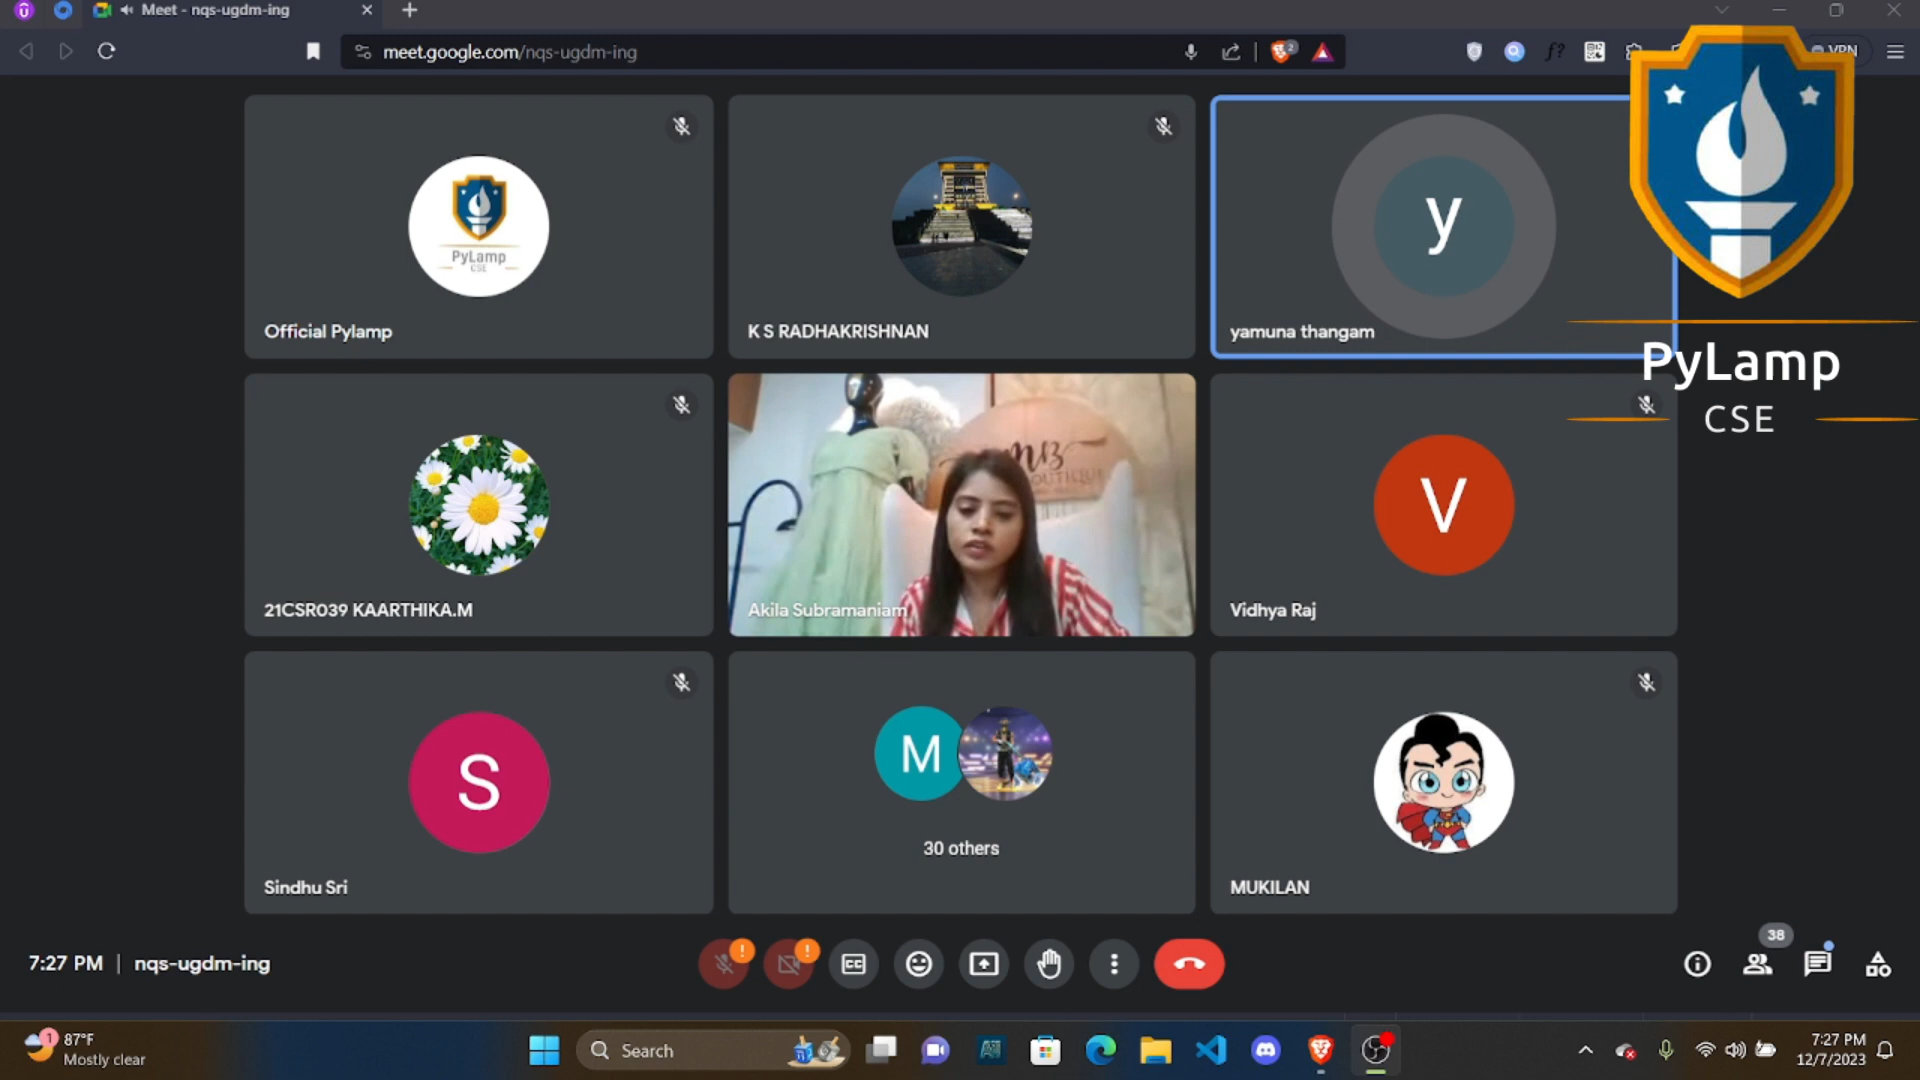 Meet - nqs-ugdm-ing
meet.google.com/nqs-ugdm-ing
VPN
PyLamp
CSE
Official Pylamp
K S RADHAKRISHNAN
y
yamuna thangam
PyLamp
CSE
21CSR039 KAARTHIKA.M
Akila Subramaniam
V
Vidhya Raj
S
Sindhu Sri
M
30 others
MUKILAN
7:27 PM | nqs-ugdm-ing
38
87°F
Mostly clear
Search
7:27 PM
12/7/2023